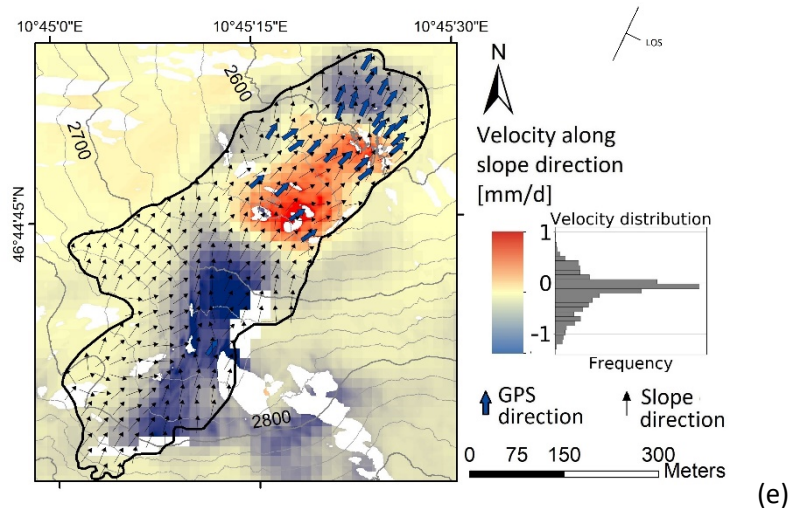 10°45'0"E
10°45'15"E
10°45'30"E
LOS
N
2600
2700
46°44'45"N
2800
Velocity along
slope direction
[mm/d]
Velocity distribution
1
0
-1
Frequency
GPS
direction
Slope
direction
0 75 150 300
Meters
(e)